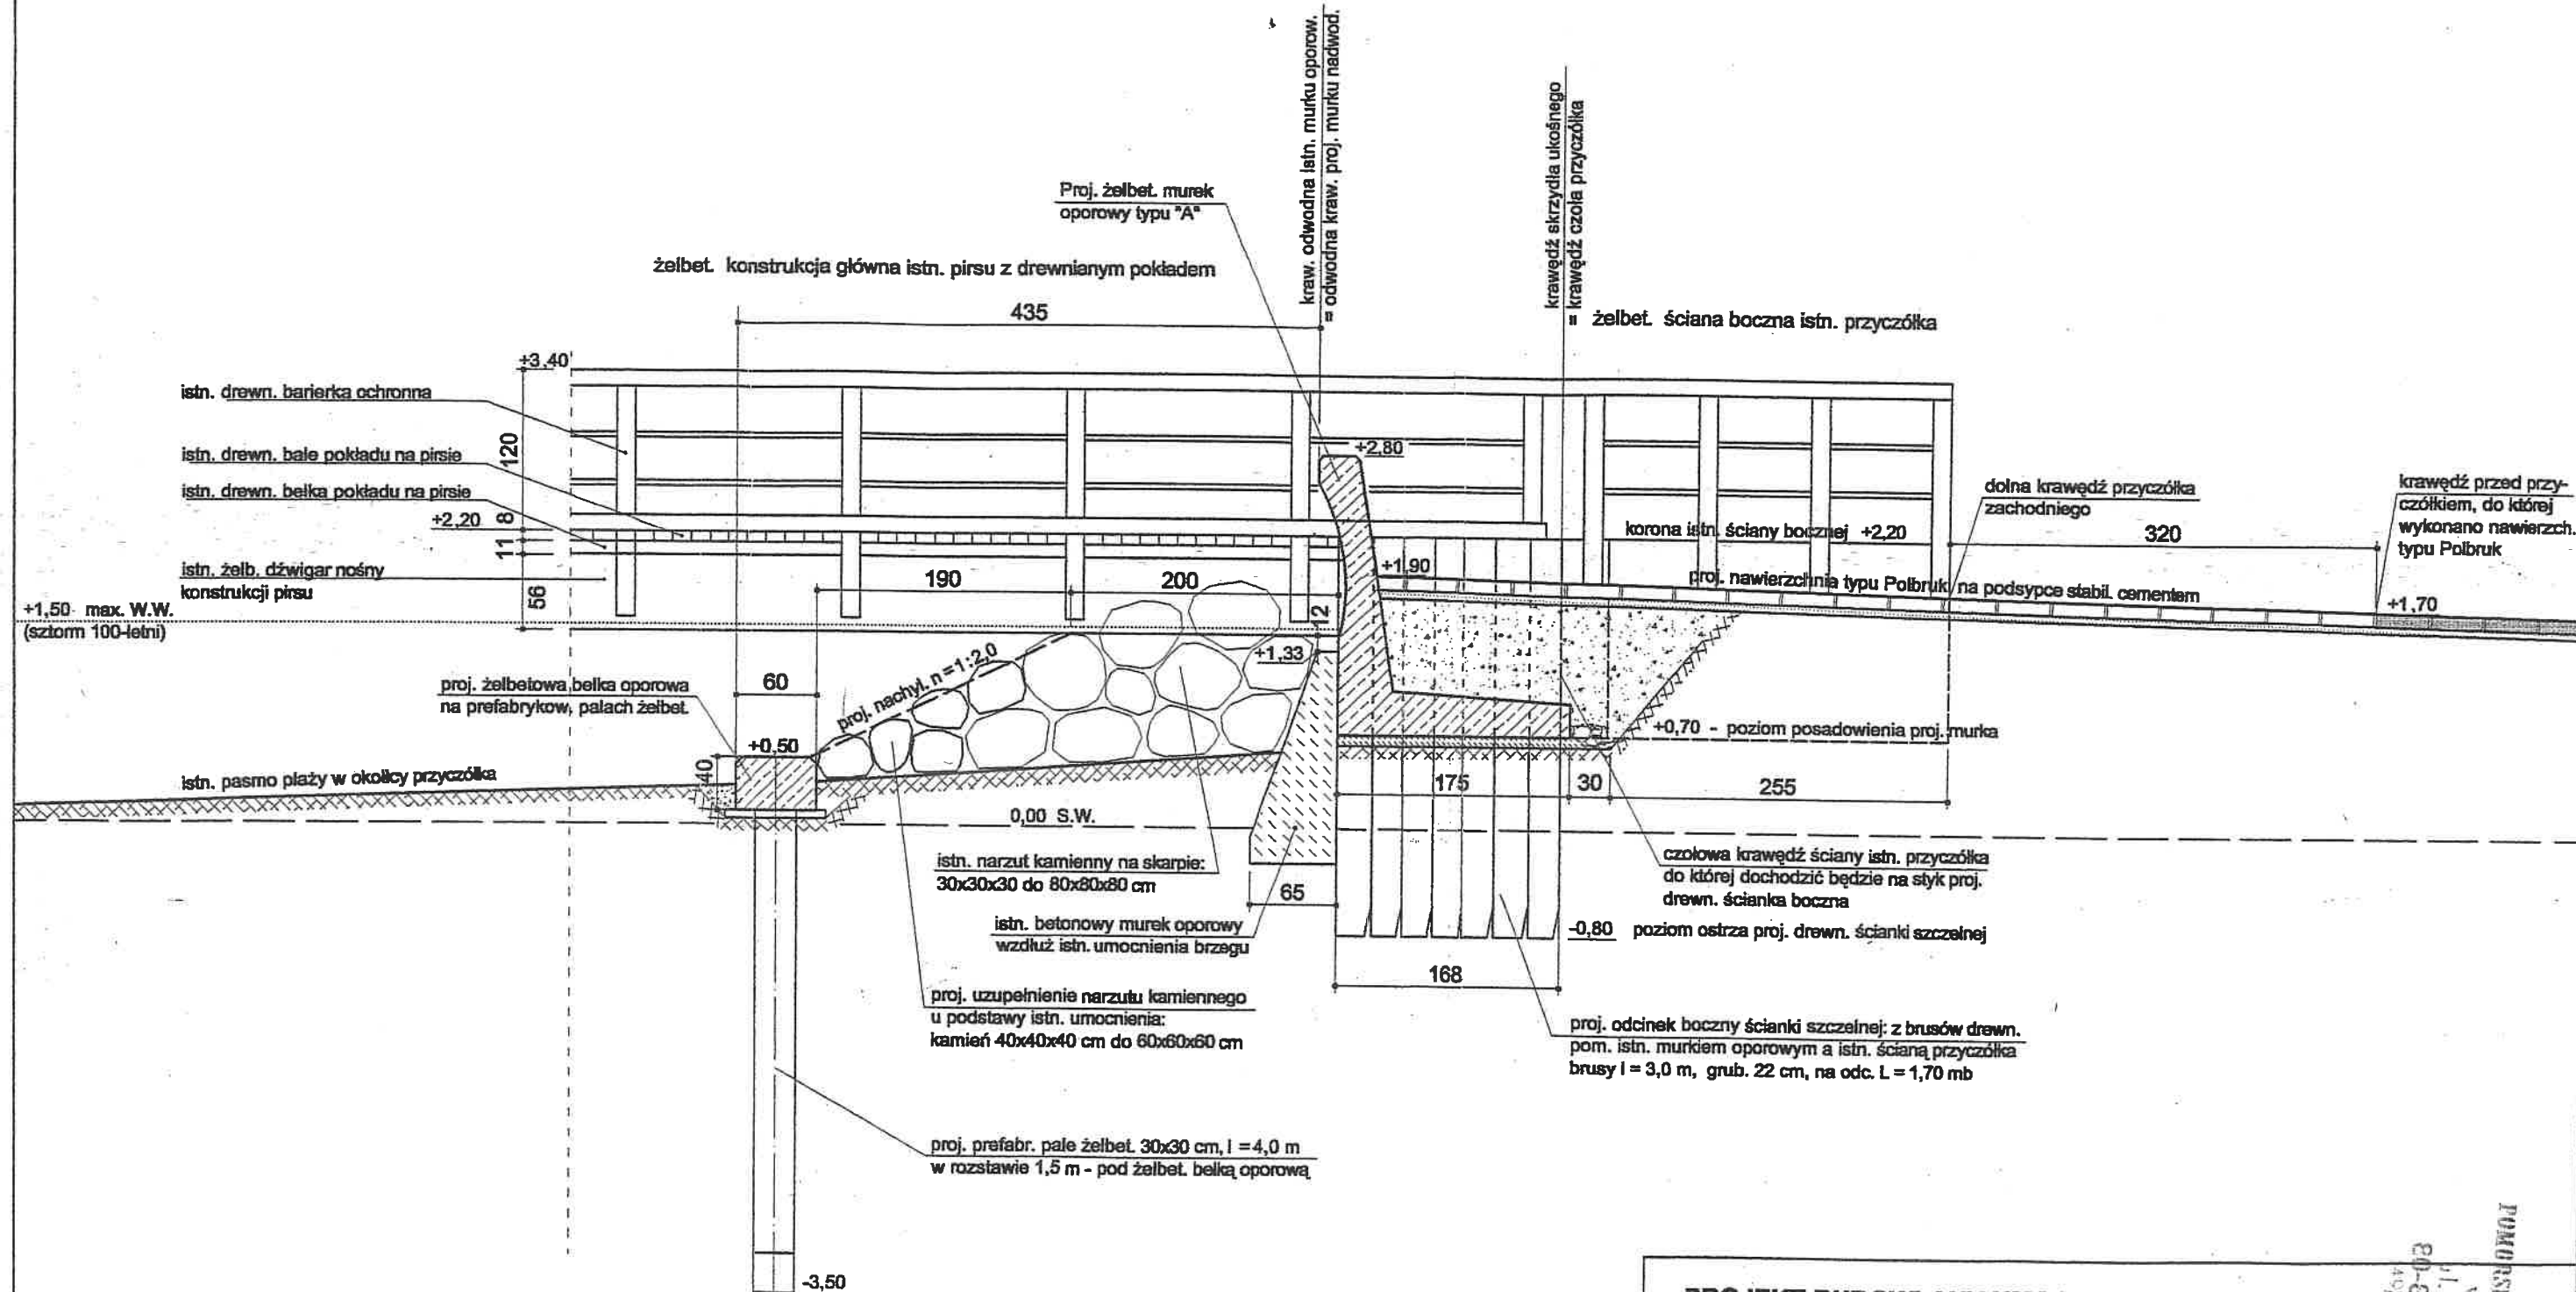 kraw. odwodna istn. murku oporow.
= odwodna kraw. proj. murku nadwod.
krawędź skrzydła ukośnego
= krawędź czoła przyczółka
Proj. żelbet. murek
oporowy typu "A"
żelbet. konstrukcja główna istn. pirsu z drewnianym pokładem
435
żelbet. ściana boczna istn. przyczółka
+3,40
istn. drewn. barierka ochronna
120
+2,80
istn. drewn. bale pokładu na pirsie
istn. drewn. belka pokładu na pirsie
+2,20
8
11
56
dolna krawędź przyczółka
zachodniego
krawędź przed przy-
czółkiem, do której
wykonano nawierzch.
typu Polbruk
korona istn. ściany bocznej +2,20
320
istn. żelb. dźwigar nośny
konstrukcji pirsu
190
200
+1,90
proj. nawierzchnia typu Polbruk na podsypce stabil. cementem
+1,70
+1,50 max. W.W.
(sztorm 100-letni)
12
+1,33
proj. żelbetowa belka oporowa
na prefabrykow. palach żelbet.
60
proj. nachyl. n = 1:2,0
+0,50
40
+0,70 - poziom posadowienia proj. murka
istn. pasmo plaży w okolicy przyczółka
175
30
255
0,00 S.W.
istn. narzut kamienny na skarpie:
30x30x30 do 80x80x80 cm
65
czołowa krawędź ściany istn. przyczółka
do której dochodzić będzie na styk proj.
drewn. ścianka boczna
istn. betonowy murek oporowy
wzdłuż istn. umocnienia brzegu
-0,80 poziom ostrza proj. drewn. ścianki szczelnej
168
proj. uzupełnienie narzutu kamiennego
u podstawy istn. umocnienia:
kamień 40x40x40 cm do 60x60x60 cm
proj. odcinek boczny ścianki szczelnej: z brusów drewn.
pom. istn. murkiem oporowym a istn. ścianą przyczółka
brusy l = 3,0 m, grub. 22 cm, na odc. L = 1,70 mb
proj. prefabr. pale żelbet. 30x30 cm, l =4,0 m
w rozstawie 1,5 m - pod żelbet. belką oporową
-3,50